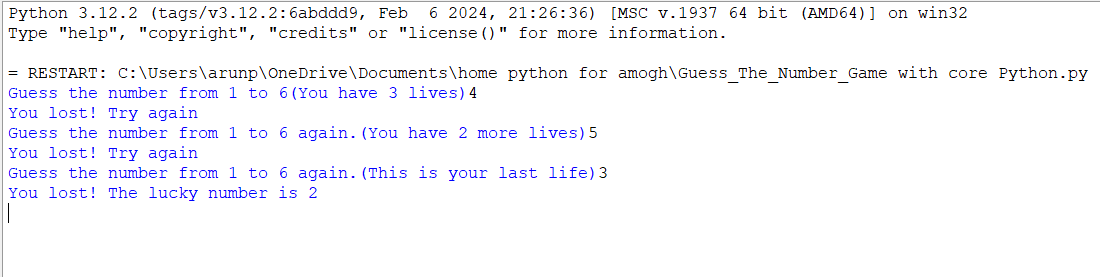 Python 3.12.2 (tags/v3.12.2:6abddd9, Feb  6 2024, 21:26:36) [MSC v.1937 64 bit (AMD64)] on win32
Type "help", "copyright", "credits" or "license()" for more information.
= RESTART: C:\Users\arunp\OneDrive\Documents\home python for amogh\Guess_The_Number_Game with core Python.py
Guess the number from 1 to 6(You have 3 lives)4
You lost! Try again
Guess the number from 1 to 6 again.(You have 2 more lives)5
You lost! Try again
Guess the number from 1 to 6 again.(This is your last life)3
You lost! The lucky number is 2